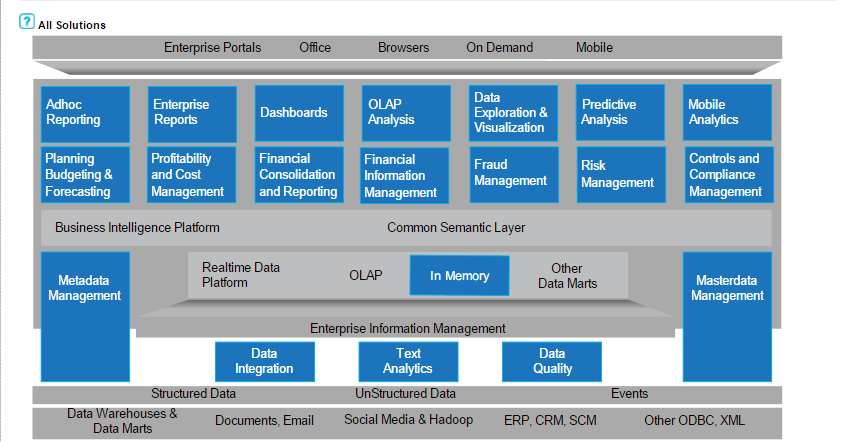 ? All Solutions
Enterprise Portals Office Browsers On Demand Mobile
Adhoc
Reporting
Enterprise
Reports
Dashboards
OLAP
Analysis
Data
Exploration &
Visualization
Predictive
Analysis
Mobile
Analytics
Planning
Budgeting &
Forecasting
Profitability
and Cost
Management
Financial
Consolidation
and Reporting
Financial
Information
Management
Fraud
Management
Risk
Management
Controls and
Compliance
Management
Business Intelligence Platform Common Semantic Layer
Metadata
Management
Realtime Data
Platform
OLAP
In Memory
Other
Data Marts
Masterdata
Management
Enterprise Information Management
Data
Integration
Text
Analytics
Data
Quality
Structured Data UnStructured Data Events
Data Warehouses &
Data Marts
Documents, Email
Social Media & Hadoop
ERP, CRM, SCM
Other ODBC, XML